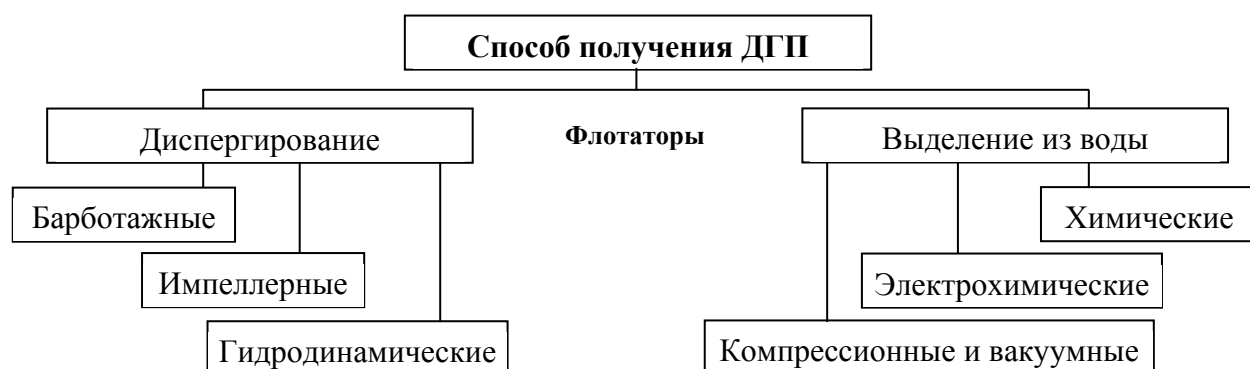 Способ получения ДГП
Диспергирование
Флотаторы
Выделение из воды
Барботажные
Химические
Импеллерные
Электрохимические
Гидродинамические
Компрессионные и вакуумные